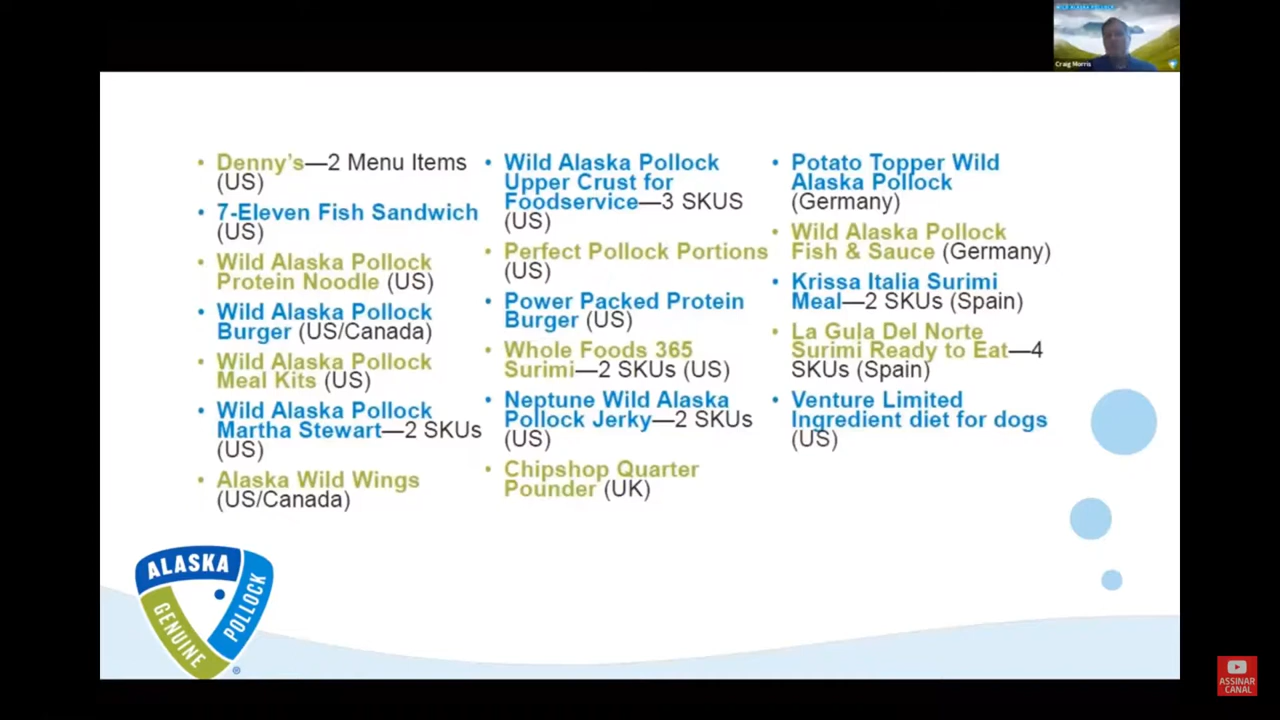 WILD ALASKA POLLOCK
Craig Morris
• Denny's—2 Menu Items
(US)
• 7-Eleven Fish Sandwich
(US)
• Wild Alaska Pollock
Protein Noodle (US)
• Wild Alaska Pollock
Burger (US/Canada)
• Wild Alaska Pollock
Meal Kits (US)
• Wild Alaska Pollock
Martha Stewart—2 SKUs
(US)
• Alaska Wild Wings
(US/Canada)
• Wild Alaska Pollock
Upper Crust for
Foodservice—3 SKUS
(US)
• Perfect Pollock Portions
(US)
• Power Packed Protein
Burger (US)
• Whole Foods 365
Surimi—2 SKUs (US)
• Neptune Wild Alaska
Pollock Jerky—2 SKUs
(US)
• Chipshop Quarter
Pounder (UK)
• Potato Topper Wild
Alaska Pollock
(Germany)
• Wild Alaska Pollock
Fish & Sauce (Germany)
• Krissa Italia Surimi
Meal—2 SKUs (Spain)
• La Gula Del Norte
Surimi Ready to Eat—4
SKUs (Spain)
• Venture Limited
Ingredient diet for dogs
(US)
ALASKA
POLLOCK
GENUINE
®
ASSINAR
CANAL